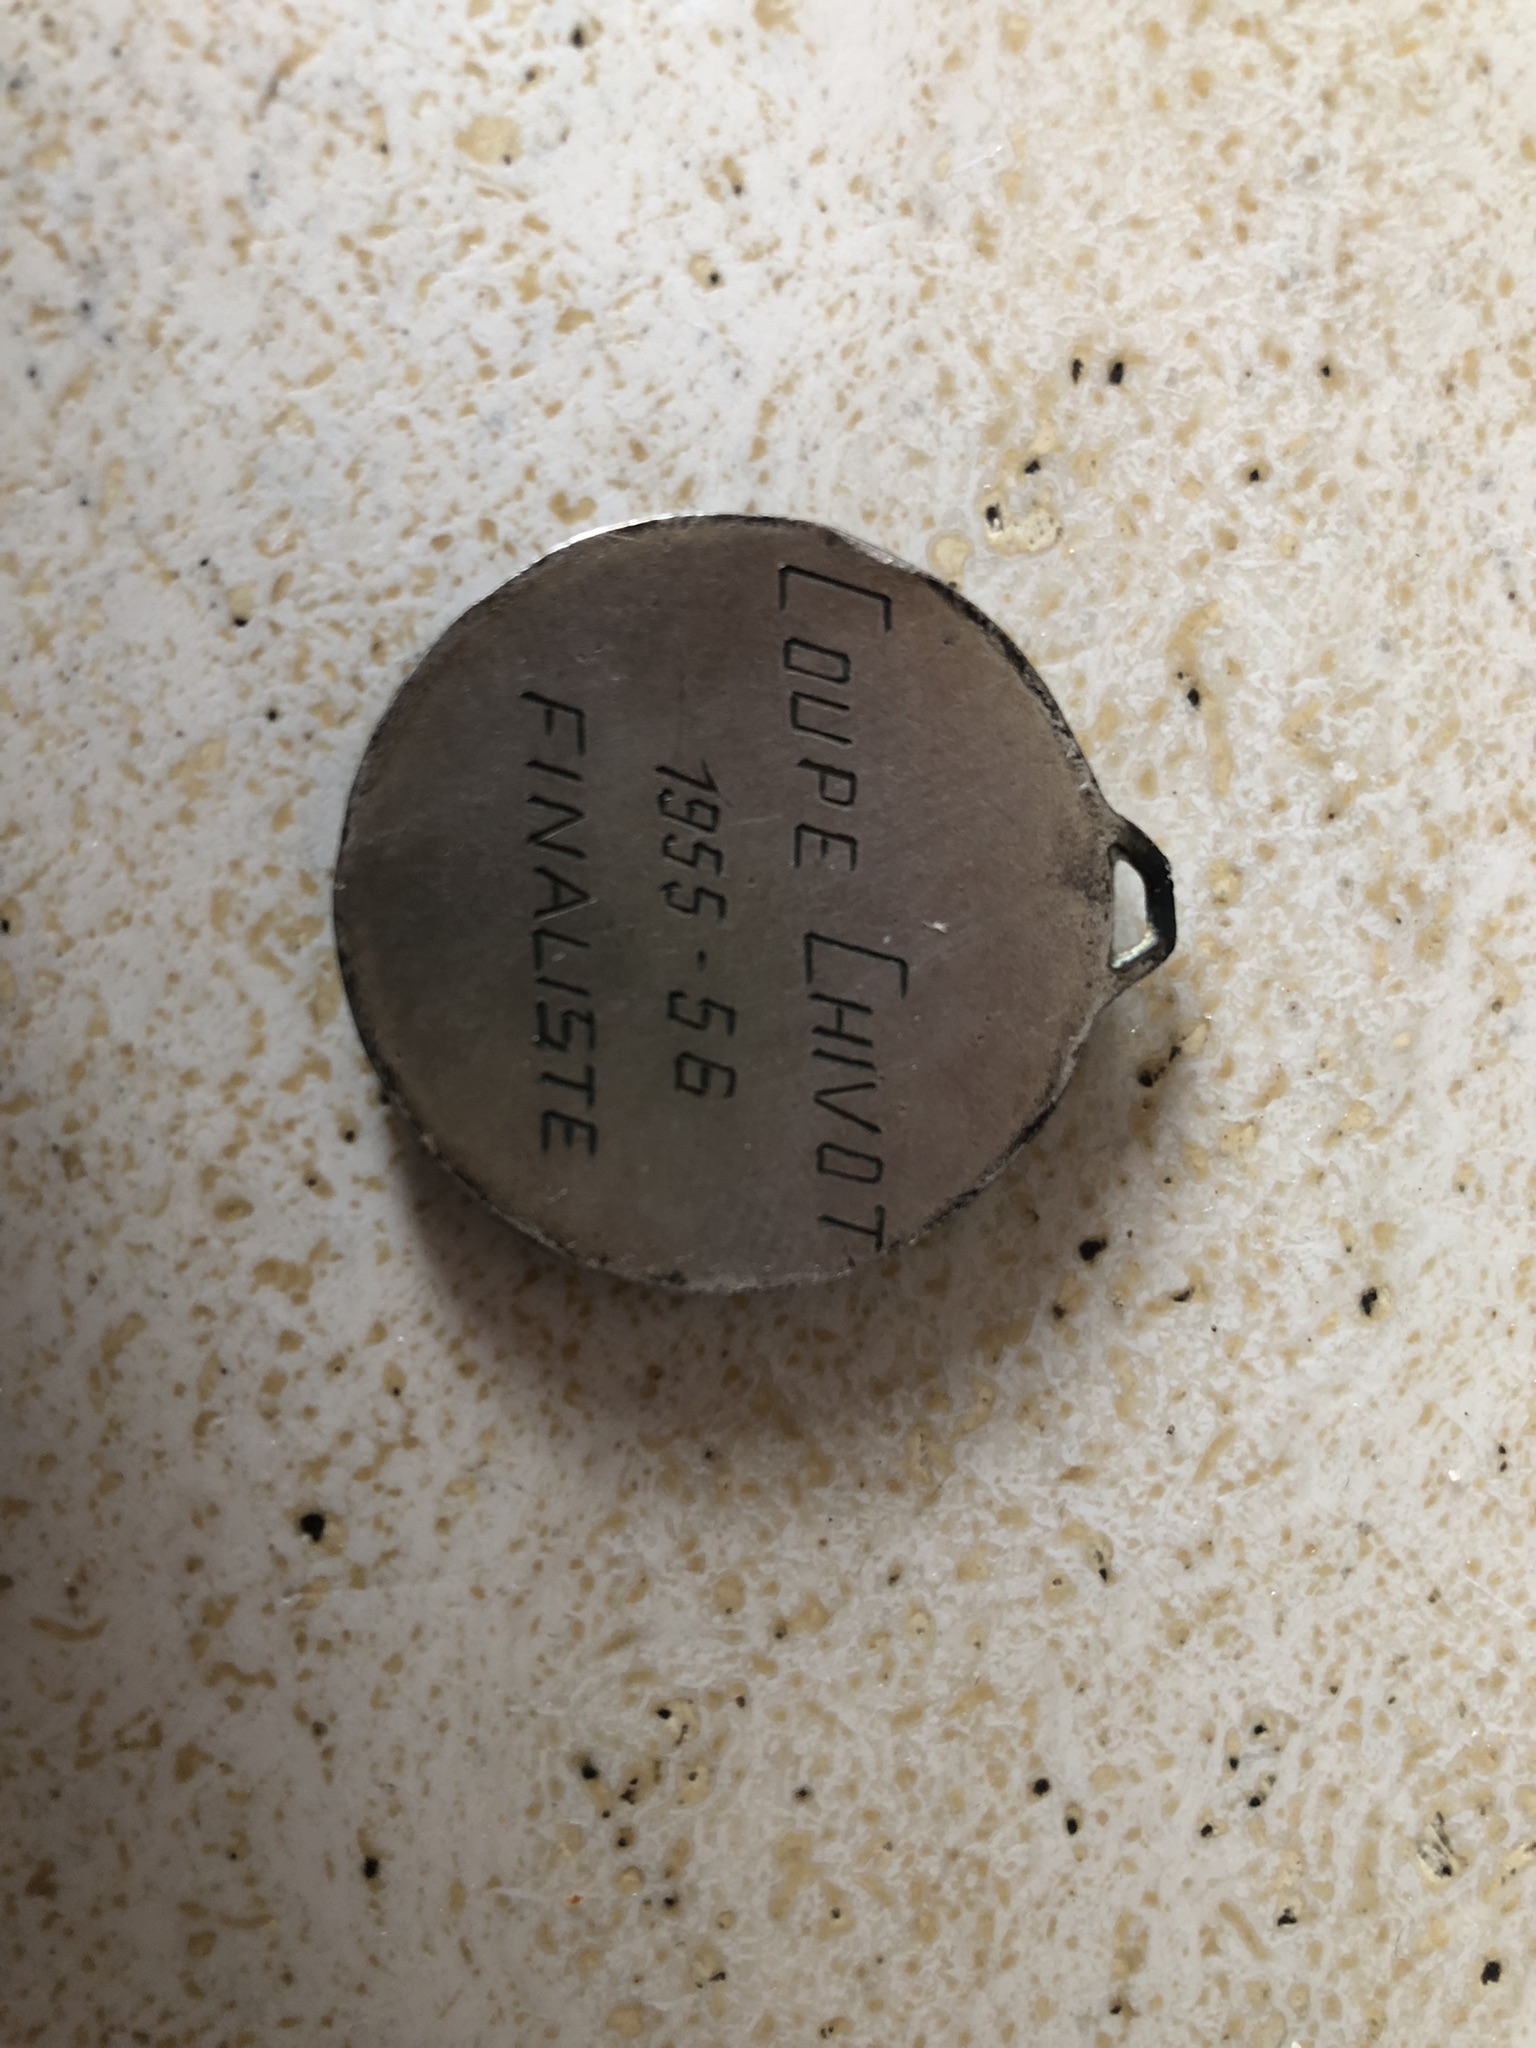 COUPE CHIVOT
1955-56
FINALISTE